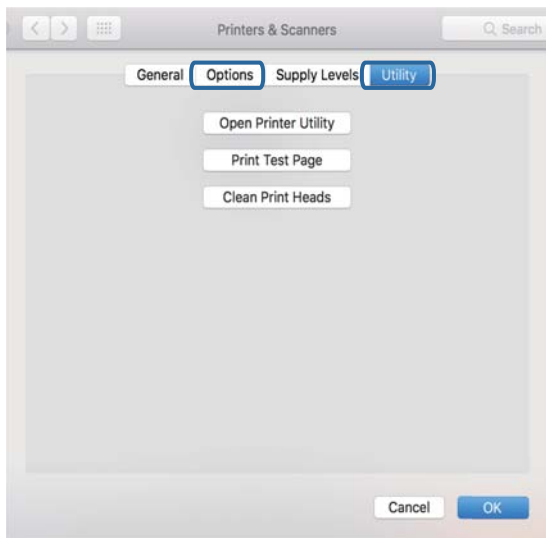 Printers & Scanners
Search
General Options Supply Levels Utility
Open Printer Utility
Print Test Page
Clean Print Heads
Cancel OK